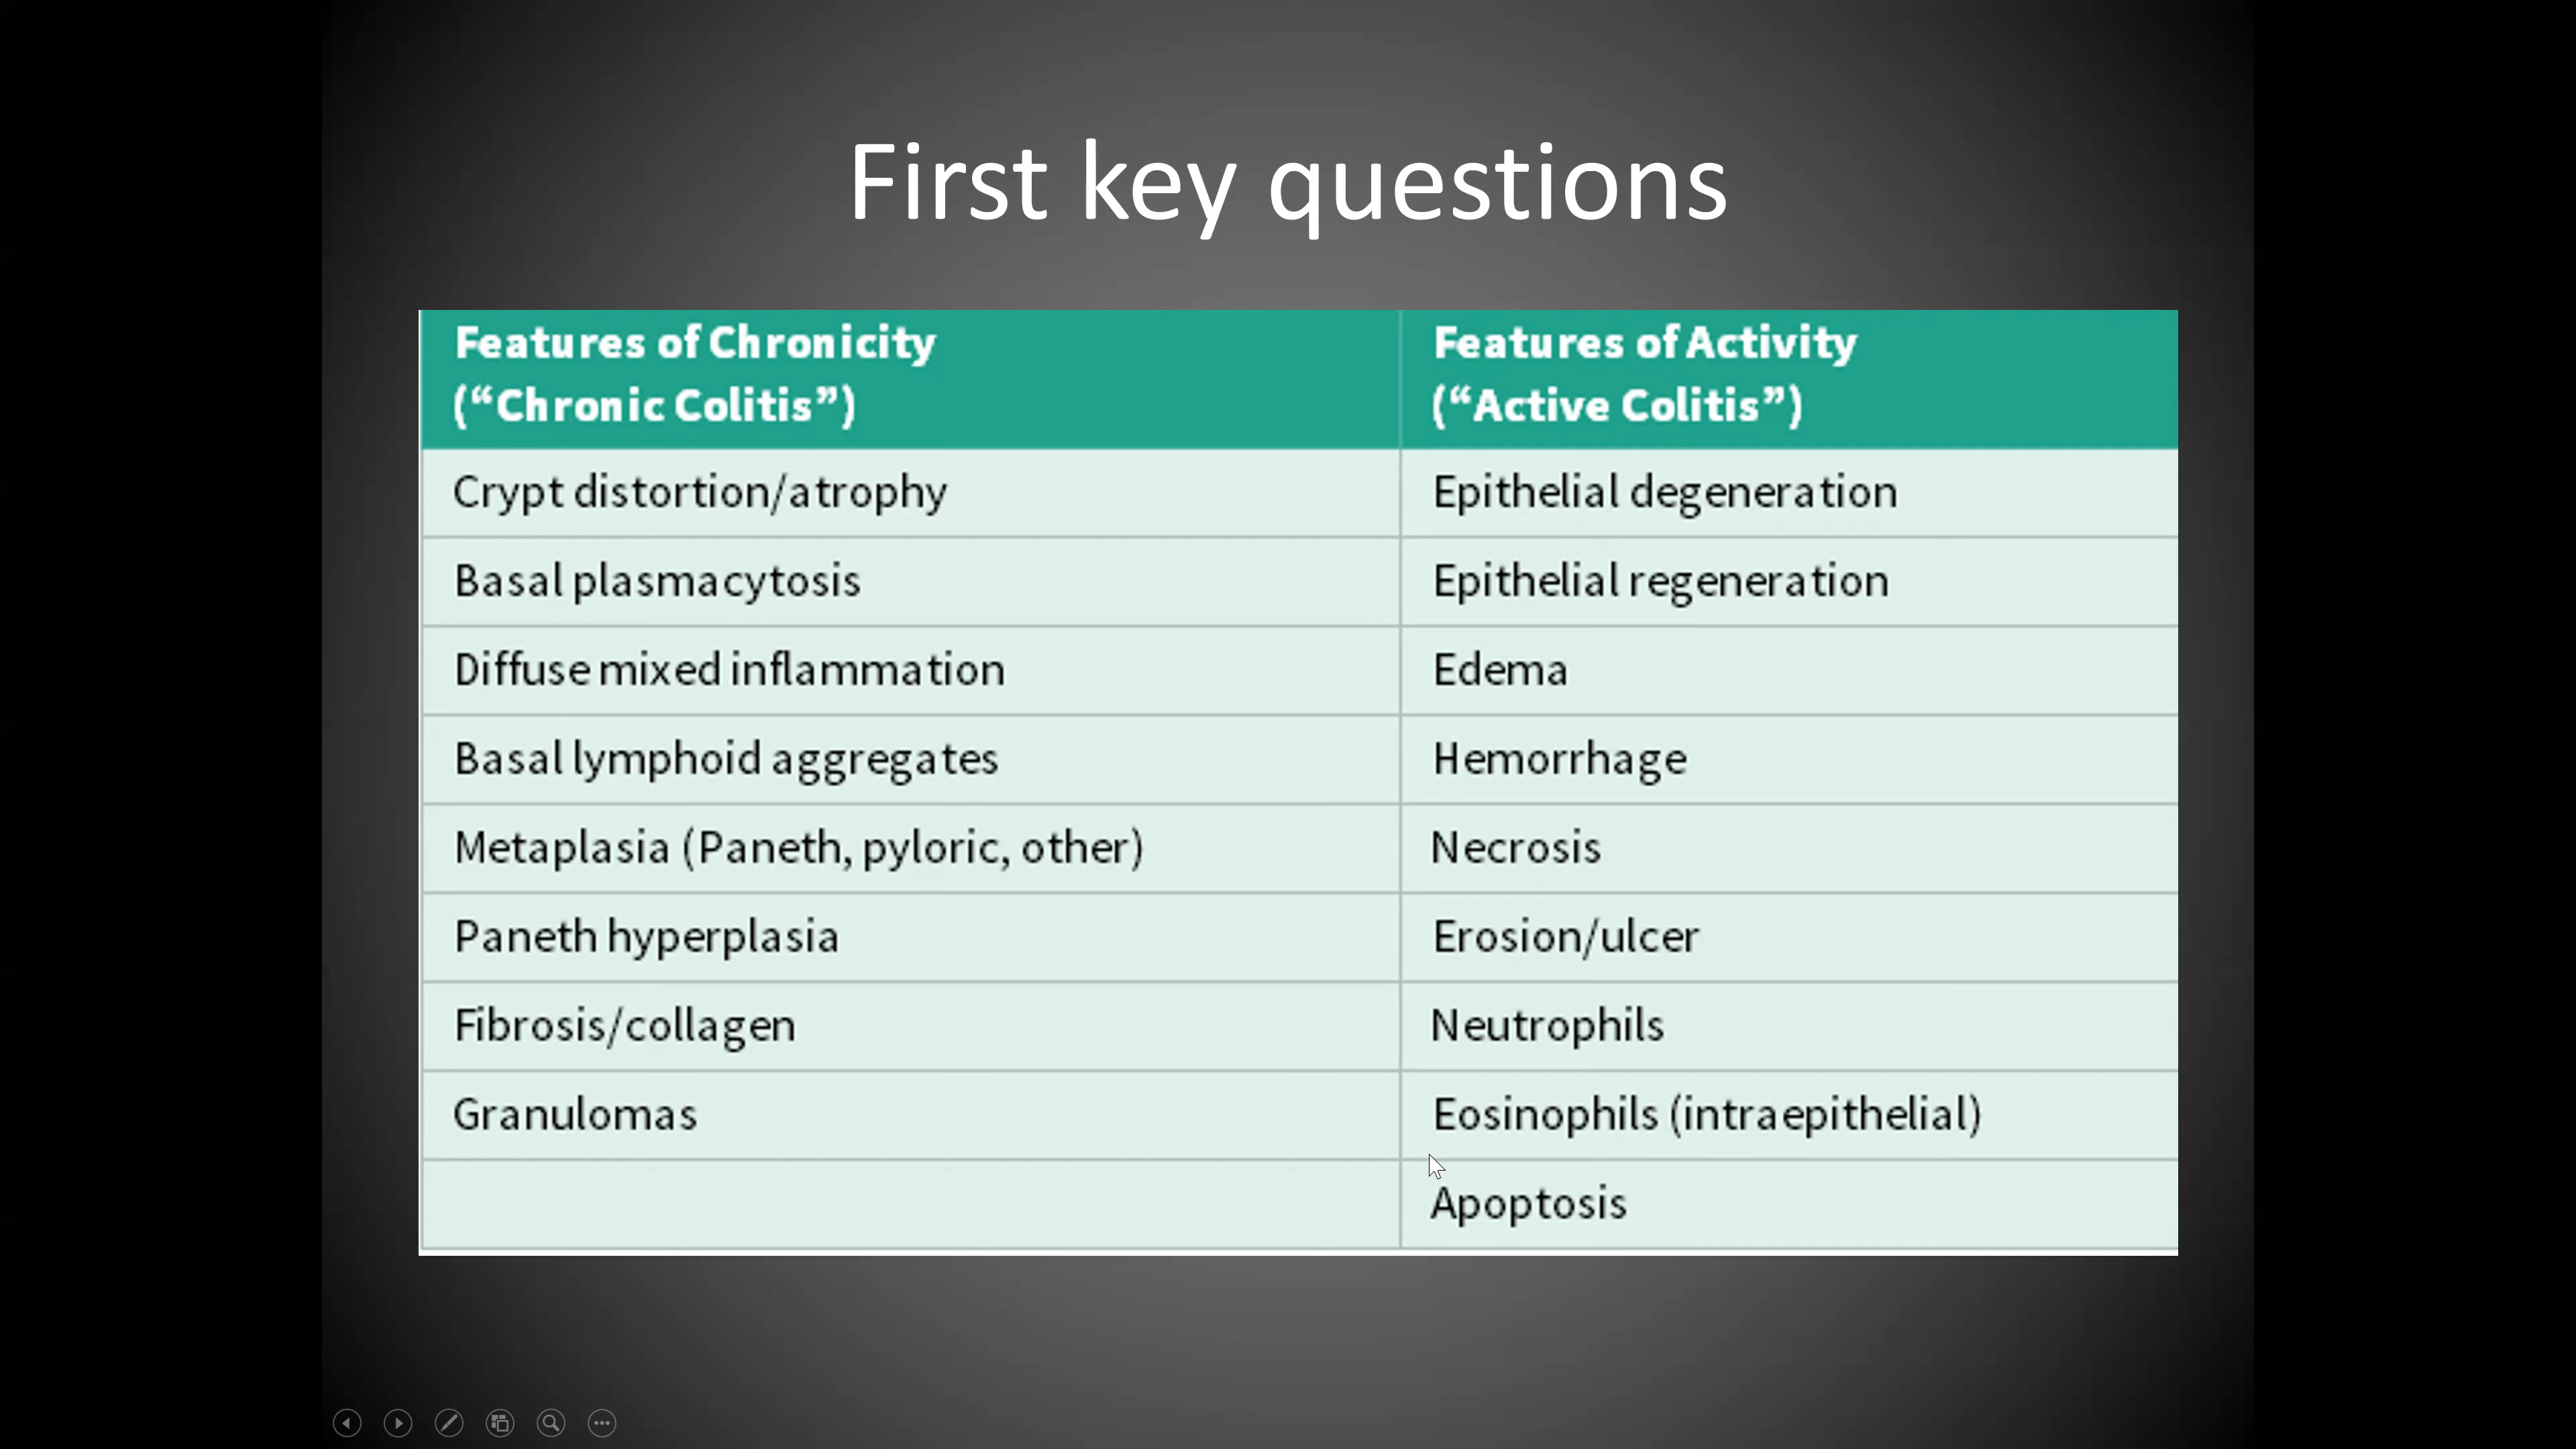 First key questions
Features of Chronicity
(“Chronic Colitis”)
Features of Activity
(“Active Colitis”)
Crypt distortion/atrophy
Epithelial degeneration
Basal plasmacytosis
Epithelial regeneration
Diffuse mixed inflammation
Edema
Basal lymphoid aggregates
Hemorrhage
Metaplasia (Paneth, pyloric, other)
Necrosis
Paneth hyperplasia
Erosion/ulcer
Fibrosis/collagen
Neutrophils
Granulomas
Eosinophils (intraepithelial)
Apoptosis